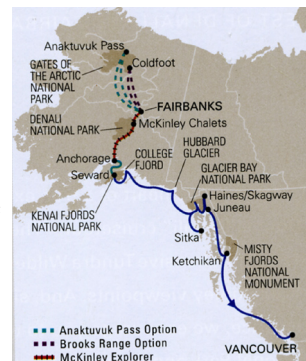 Anaktuvuk Pass
Coldfoot
GATES OF
THE ARCTIC
NATIONAL
PARK
FAIRBANKS
DENALI
NATIONAL PARK
McKinley Chalets
HUBBARD
GLACIER
Anchorage
COLLEGE
FJORD
GLACIER BAY
NATIONAL PARK
Seward
Haines/Skagway
Juneau
KENAI FJORDS
NATIONAL
PARK
Sitka
Ketchikan
MISTY
FJORDS
NATIONAL
MONUMENT
Anaktuvuk Pass Option
Brooks Range Option
McKinley Explorer
VANCOUVER